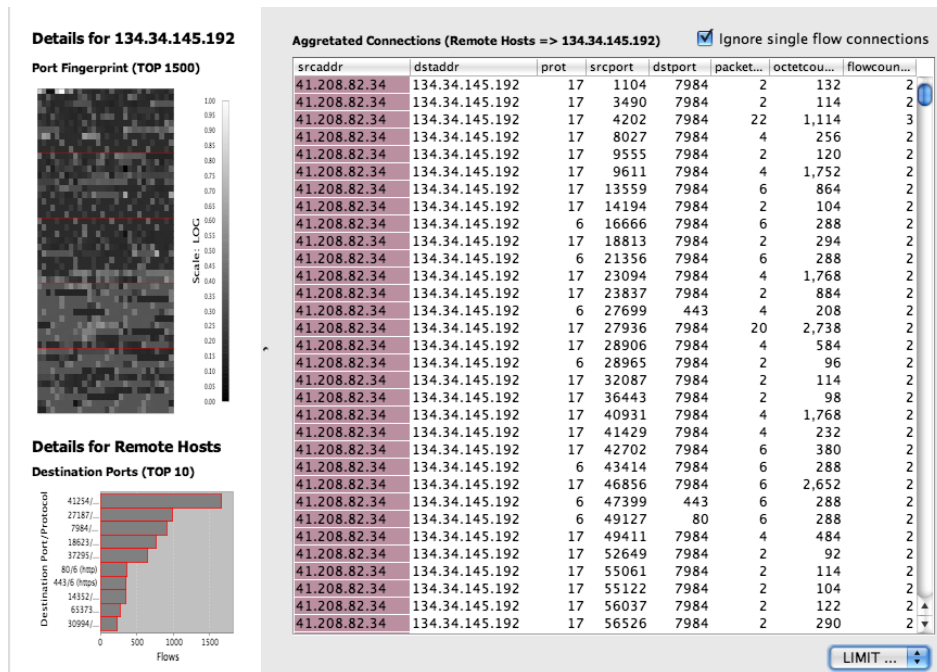 Details for 134.34.145.192
Port Fingerprint (TOP 1500)
1.00
0.95
0.90
0.85
0.80
0.75
0.70
0.65
0.60
0.55
0.50
0.45
0.40
0.35
0.30
0.25
0.20
0.15
0.10
0.05
0.00
Scale: LOG
Details for Remote Hosts
Destination Ports (TOP 10)
Destination Port/Protocol
41254/...
27187/...
7984/...
18623/...
37295/...
80/6 (http)
443/6 (https)
14352/...
65373...
30994/...
0 500 1000 1500
Flows
Aggretated Connections (Remote Hosts => 134.34.145.192) Ignore single flow connections
srcaddr dstaddr prot srcport dstport packet... octetcou... flowcoun...
41.208.82.34 134.34.145.192 17 1104 7984 2 132 2
41.208.82.34 134.34.145.192 17 3490 7984 2 114 2
41.208.82.34 134.34.145.192 17 4202 7984 22 1,114 3
41.208.82.34 134.34.145.192 17 8027 7984 4 256 2
41.208.82.34 134.34.145.192 17 9555 7984 2 120 2
41.208.82.34 134.34.145.192 17 9611 7984 4 1,752 2
41.208.82.34 134.34.145.192 17 13559 7984 6 864 2
41.208.82.34 134.34.145.192 17 14194 7984 2 104 2
41.208.82.34 134.34.145.192 6 16666 7984 6 288 2
41.208.82.34 134.34.145.192 17 18813 7984 2 294 2
41.208.82.34 134.34.145.192 6 21356 7984 6 288 2
41.208.82.34 134.34.145.192 17 23094 7984 4 1,768 2
41.208.82.34 134.34.145.192 17 23837 7984 2 884 2
41.208.82.34 134.34.145.192 6 27699 443 4 208 2
41.208.82.34 134.34.145.192 17 27936 7984 20 2,738 2
41.208.82.34 134.34.145.192 17 28906 7984 4 584 2
41.208.82.34 134.34.145.192 6 28965 7984 2 96 2
41.208.82.34 134.34.145.192 17 32087 7984 2 114 2
41.208.82.34 134.34.145.192 17 36443 7984 2 98 2
41.208.82.34 134.34.145.192 17 40931 7984 4 1,768 2
41.208.82.34 134.34.145.192 17 41429 7984 4 232 2
41.208.82.34 134.34.145.192 17 42702 7984 6 380 2
41.208.82.34 134.34.145.192 6 43414 7984 6 288 2
41.208.82.34 134.34.145.192 17 46856 7984 6 2,652 2
41.208.82.34 134.34.145.192 6 47399 443 6 288 2
41.208.82.34 134.34.145.192 6 49127 80 6 288 2
41.208.82.34 134.34.145.192 17 49411 7984 4 484 2
41.208.82.34 134.34.145.192 17 52649 7984 2 92 2
41.208.82.34 134.34.145.192 17 55061 7984 2 114 2
41.208.82.34 134.34.145.192 17 55122 7984 2 104 2
41.208.82.34 134.34.145.192 17 56037 7984 2 122 2
41.208.82.34 134.34.145.192 17 56526 7984 2 290 2
LIMIT ...